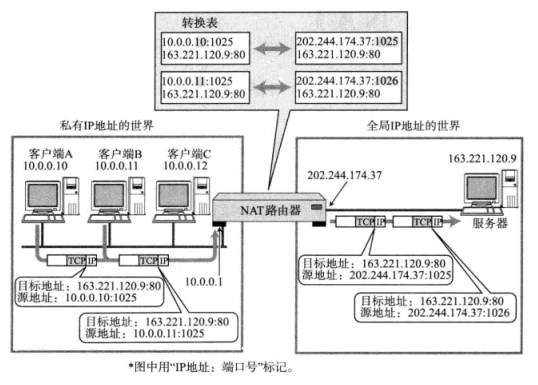 转换表
10.0.0.10:1025
163.221.120.9:80
202.244.174.37:1025
163.221.120.9:80
10.0.0.11:1025
163.221.120.9:80
202.244.174.37:1026
163.221.120.9:80
私有IP地址的世界
全局IP地址的世界
客户端A
10.0.0.10
客户端B
10.0.0.11
客户端C
10.0.0.12
163.221.120.9
202.244.174.37
NAT路由器
服务器
TCP IP
TCP IP
10.0.0.1
TCP IP
TCP IP
目标地址：163.221.120.9:80
源地址：10.0.0.10:1025
目标地址：163.221.120.9:80
源地址：10.0.0.11:1025
目标地址：163.221.120.9:80
源地址：202.244.174.37:1025
目标地址：163.221.120.9:80
源地址：202.244.174.37:1026
*图中用“IP地址：端口号”标记。